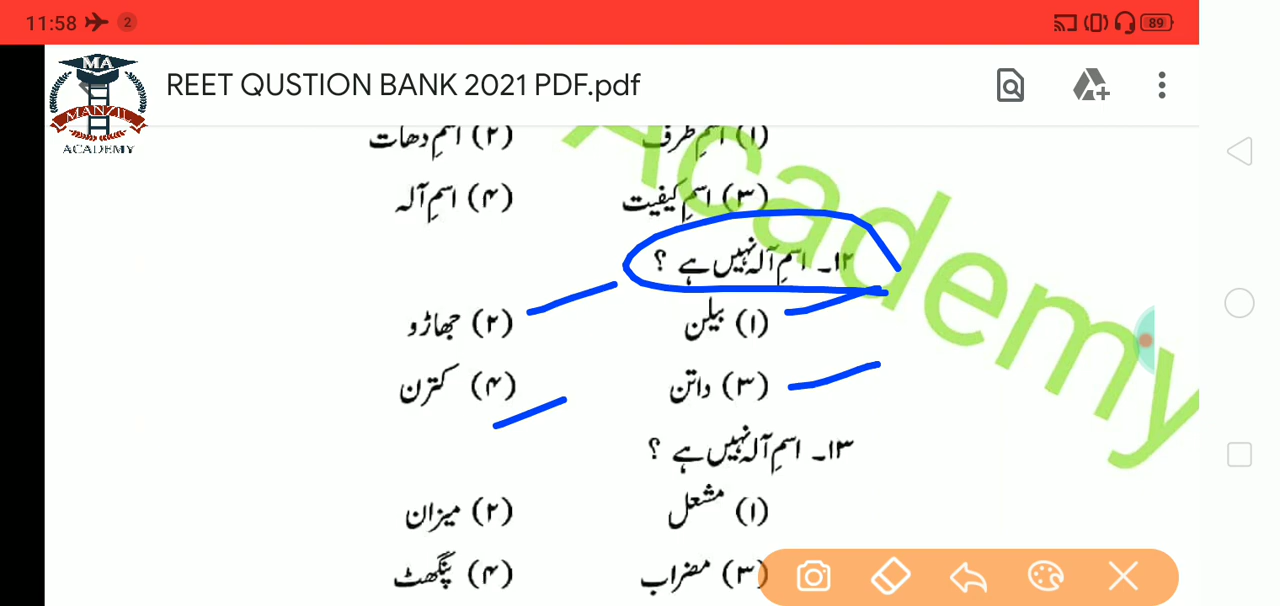 11:58 2 89
MA
MANZIL
ACADEMY
REET QUSTION BANK 2021 PDF.pdf
(۱) اسمِ ظرف (۲) اسمِ دھات
(۳) اسمِ کیفیت (۴) اسمِ آلہ
۱۲۔ اسمِ آلہ نہیں ہے ؟
(۱) بیلن (۲) جھاڑو
(۳) داتن (۴) کترن
۱۳۔ اسمِ آلہ نہیں ہے ؟
(۱) مشعل (۲) میزان
(۳) مضراب (۴) پنگھٹ
Academy